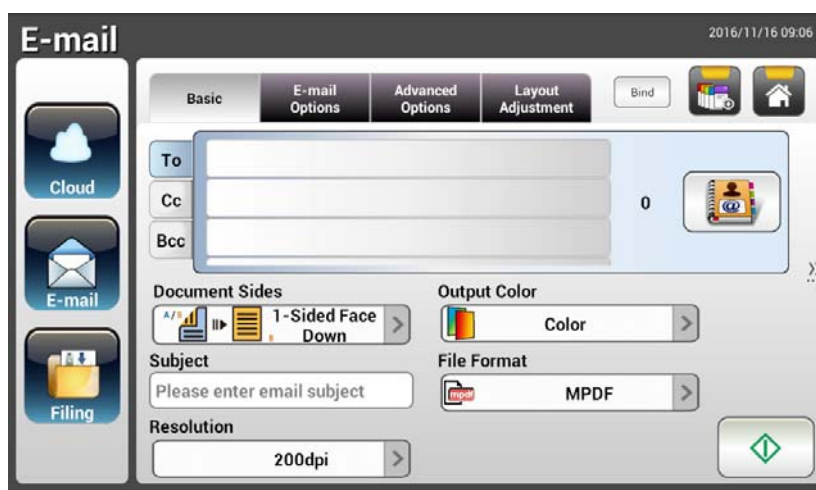 E-mail
2016/11/16 09:06
Basic
E-mail
Options
Advanced
Options
Layout
Adjustment
Bind
Cloud
E-mail
Filing
To
Cc
Bcc
0
@
Document Sides
A/B
1-Sided Face
Down
Output Color
Color
Subject
Please enter email subject
File Format
mpdf
MPDF
Resolution
200dpi